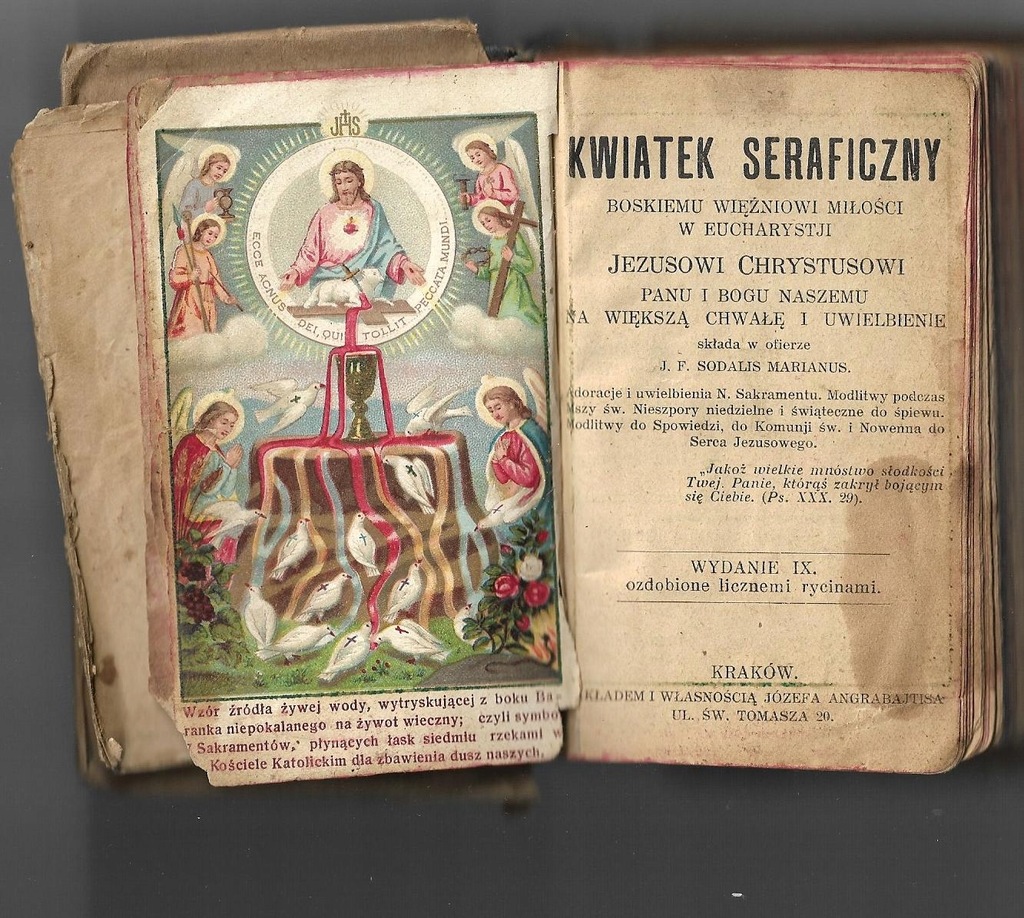 JHS
ECCE AGNUS DEI, QUI TOLLIT PECCATA MUNDI.
Wzór źródła żywej wody, wytryskującej z boku Ba-
ranka niepokalanego na żywot wieczny; czyli symbo
Sakramentów, płynących łask siedmiu rzekami w
Kościele Katolickim dla zbawienia dusz naszych.
KWIATEK SERAFICZNY
BOSKIEMU WIĘŹNIOWI MIŁOŚCI
W EUCHARYSTJI
JEZUSOWI CHRYSTUSOWI
PANU I BOGU NASZEMU
NA WIĘKSZĄ CHWAŁĘ I UWIELBIENIE
składa w ofierze
J. F. SODALIS MARIANUS.
Adoracje i uwielbienia N. Sakramentu. Modlitwy podczas
Mszy św. Nieszpory niedzielne i świąteczne do śpiewu.
Modlitwy do Spowiedzi, do Komunji św. i Nowenna do
Serca Jezusowego.
„Jakoż wielkie mnóstwo słodkości
Twej, Panie, którąś zakrył bojącym
się Ciebie. (Ps. XXX. 29).
WYDANIE IX.
ozdobione licznemi rycinami.
KRAKÓW.
KŁADEM I WŁASNOŚCIĄ JÓZEFA ANGRABAJTISA
UL. ŚW. TOMASZA 20.